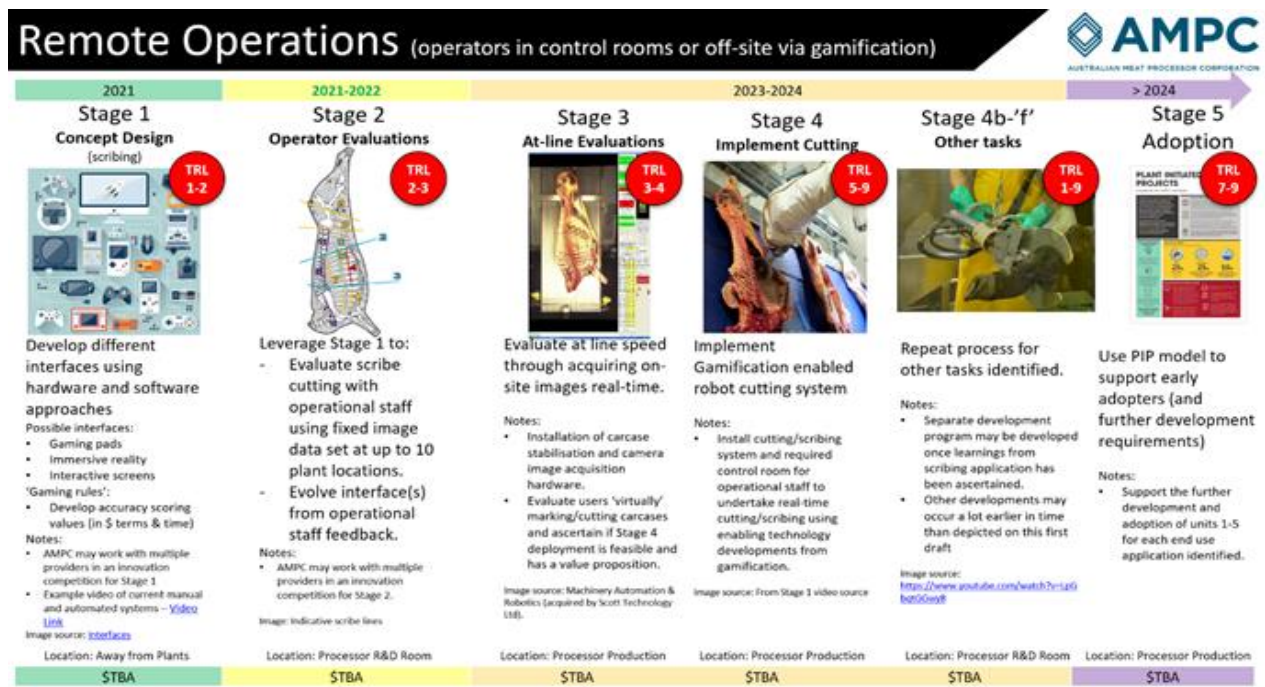 Remote Operations (operators in control rooms or off-site via gamification)
AMPC
AUSTRALIAN MEAT PROCESSOR CORPORATION
2021
2021-2022
2023-2024
> 2024
Stage 1
Concept Design
(scribing)
TRL
1-2
Develop different
interfaces using
hardware and software
approaches
Possible interfaces:
• Gaming pads
• Immersive reality
• Interactive screens
'Gaming rules':
• Develop accuracy scoring
values (in $ terms & time)
Notes:
• AMPC may work with multiple
providers in an innovation
competition for Stage 1
• Example video of current manual
and automated systems – Video
Link
Image source: Interfaces
Location: Away from Plants
$TBA
Stage 2
Operator Evaluations
TRL
2-3
Leverage Stage 1 to:
- Evaluate scribe
cutting with
operational staff
using fixed image
data set at up to 10
plant locations.
- Evolve interface(s)
from operational
staff feedback.
Notes:
• AMPC may work with multiple
providers in an innovation
competition for Stage 2.
Image: Indicative scribe lines
Location: Processor R&D Room
$TBA
Stage 3
At-line Evaluations
TRL
3-4
Evaluate at line speed
through acquiring on-
site images real-time.
Notes:
• Installation of carcase
stabilisation and camera
image acquisition
hardware.
• Evaluate users 'virtually'
marking/cutting carcases
and ascertain if Stage 4
deployment is feasible and
has a value proposition.
Image source: Machinery Automation &
Robotics (acquired by Scott Technology
Ltd).
Location: Processor Production
$TBA
Stage 4
Implement Cutting
TRL
5-9
Implement
Gamification enabled
robot cutting system
Notes:
• Install cutting/scribing
system and required
control room for
operational staff to
undertake real-time
cutting/scribing using
enabling technology
developments from
gamification.
Image source: From Stage 1 video source
Location: Processor Production
$TBA
Stage 4b-'f'
Other tasks
TRL
1-9
Repeat process for
other tasks identified.
Notes:
• Separate development
program may be developed
once learnings from
scribing application has
been ascertained.
• Other developments may
occur a lot earlier in time
than depicted on this first
draft
Image source:
Location: Processor R&D Room
$TBA
Stage 5
Adoption
TRL
7-9
PLANT INITIATED
PROJECTS
Use PIP model to
support early
adopters (and
further development
requirements)
Notes:
• Support the further
development and
adoption of units 1-5
for each end use
application identified.
Location: Processor Production
$TBA